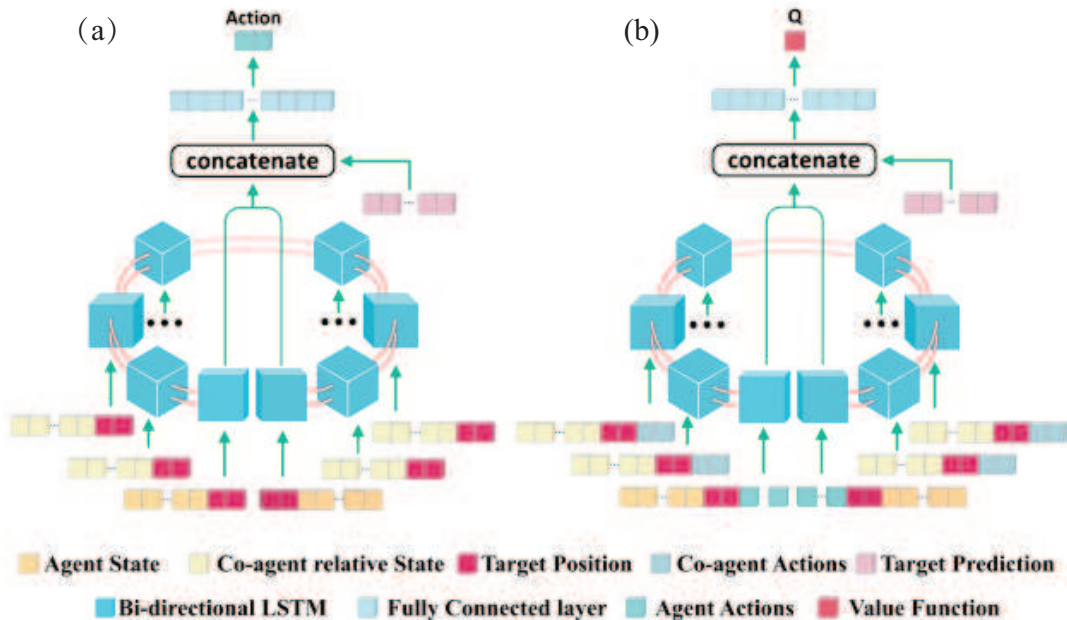 (a)
Action
(b)
Q
concatenate
concatenate
Agent State
Co-agent relative State
Target Position
Co-agent Actions
Target Prediction
Bi-directional LSTM
Fully Connected layer
Agent Actions
Value Function